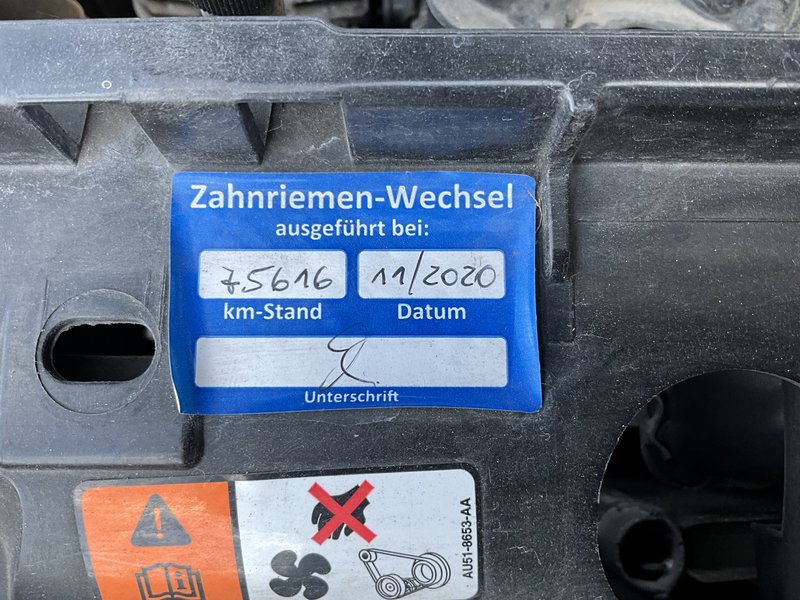 Zahnriemen-Wechsel
ausgeführt bei:
75616 11/2020
km-Stand Datum
Unterschrift
AU51-8653-AA